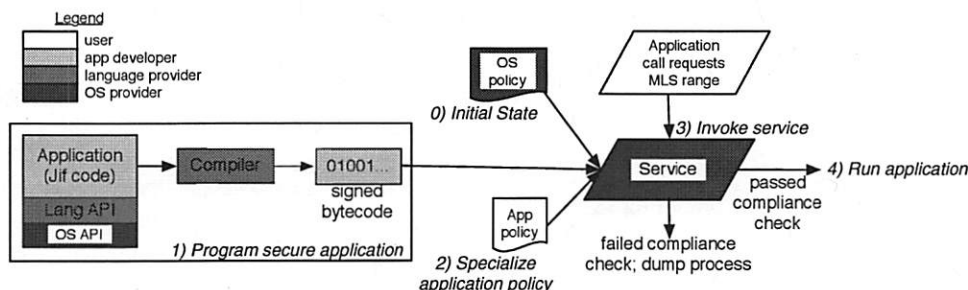 Legend
user
app developer
language provider
OS provider
OS
policy
Application
call requests
MLS range
0) Initial State
3) Invoke service
Application
(Jif code)
Lang API
OS API
Compiler
01001...
signed
bytecode
1) Program secure application
Service
4) Run application
passed
compliance
check
App
policy
2) Specialize
application policy
failed compliance
check; dump process